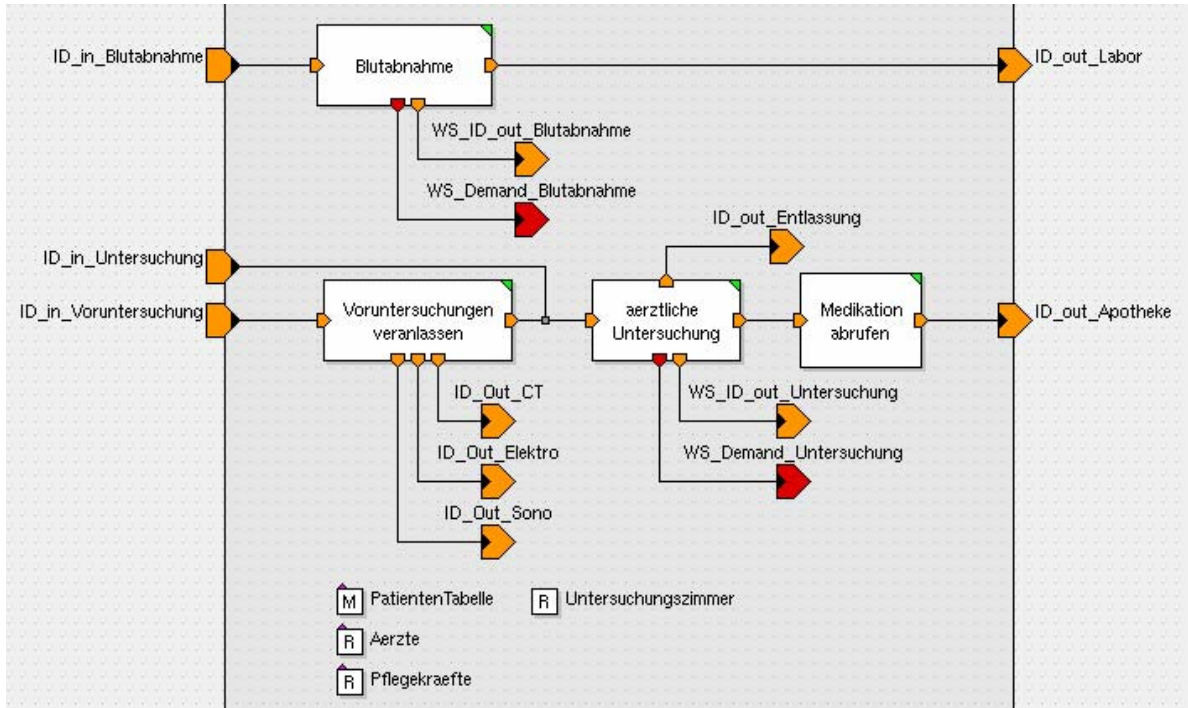 ID_in_Blutabnahme
Blutabnahme
ID_out_Labor
WS_ID_out_Blutabnahme
WS_Demand_Blutabnahme
ID_out_Entlassung
ID_in_Untersuchung
ID_in_Voruntersuchung
Voruntersuchungen
veranlassen
aerztliche
Untersuchung
Medikation
abrufen
ID_out_Apotheke
ID_Out_CT
WS_ID_out_Untersuchung
ID_Out_Elektro
WS_Demand_Untersuchung
ID_Out_Sono
M PatientenTabelle
R Untersuchungszimmer
R Aerzte
R Pflegekraefte